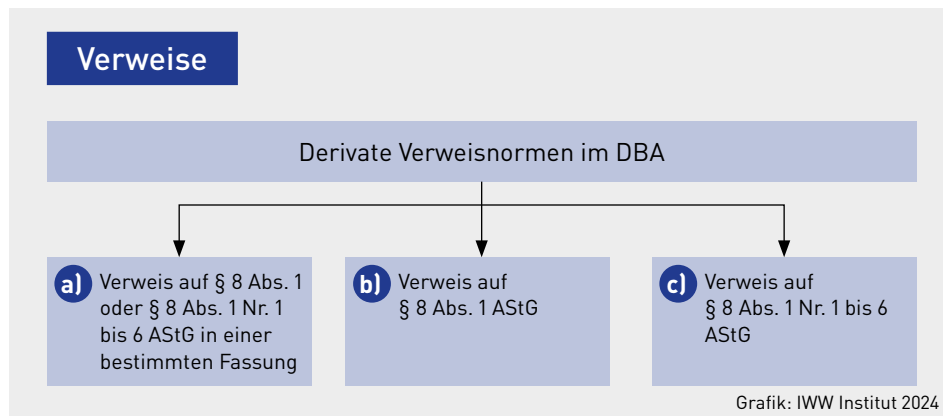 Verweise
Derivate Verweisnormen im DBA
a) Verweis auf § 8 Abs. 1
oder § 8 Abs. 1 Nr. 1
bis 6 AStG in einer
bestimmten Fassung
b) Verweis auf
§ 8 Abs. 1 AStG
c) Verweis auf
§ 8 Abs. 1 Nr. 1 bis 6
AStG
Grafik: IWW Institut 2024